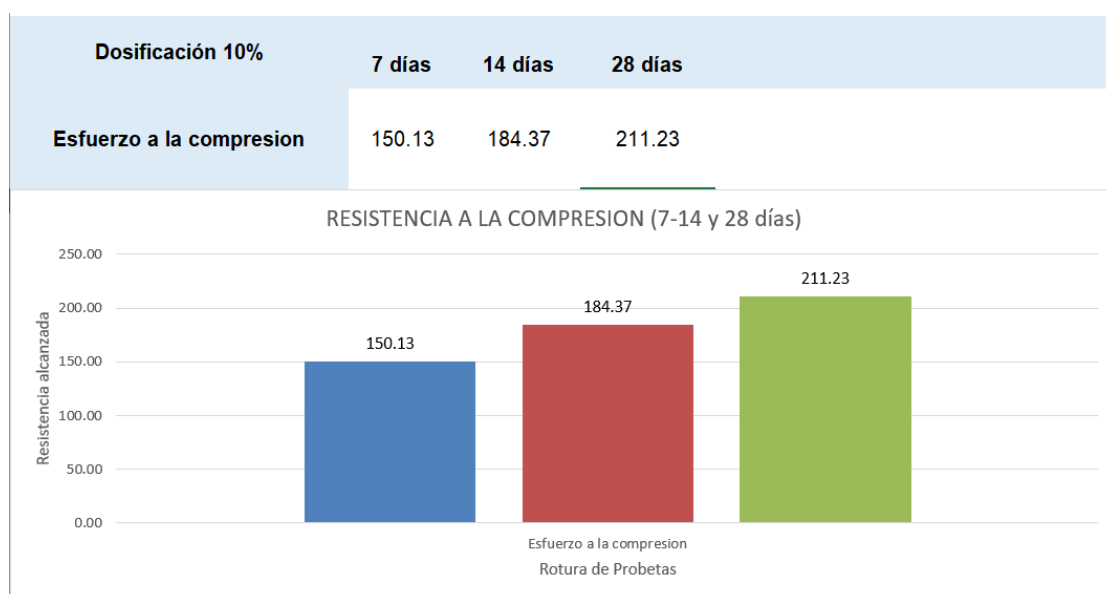 Dosificación 10%
7 días 14 días 28 días
Esfuerzo a la compresion 150.13 184.37 211.23
RESISTENCIA A LA COMPRESION (7-14 y 28 días)
Resistencia alcanzada
250.00
200.00
150.00
100.00
50.00
0.00
150.13
184.37
211.23
Esfuerzo a la compresion
Rotura de Probetas